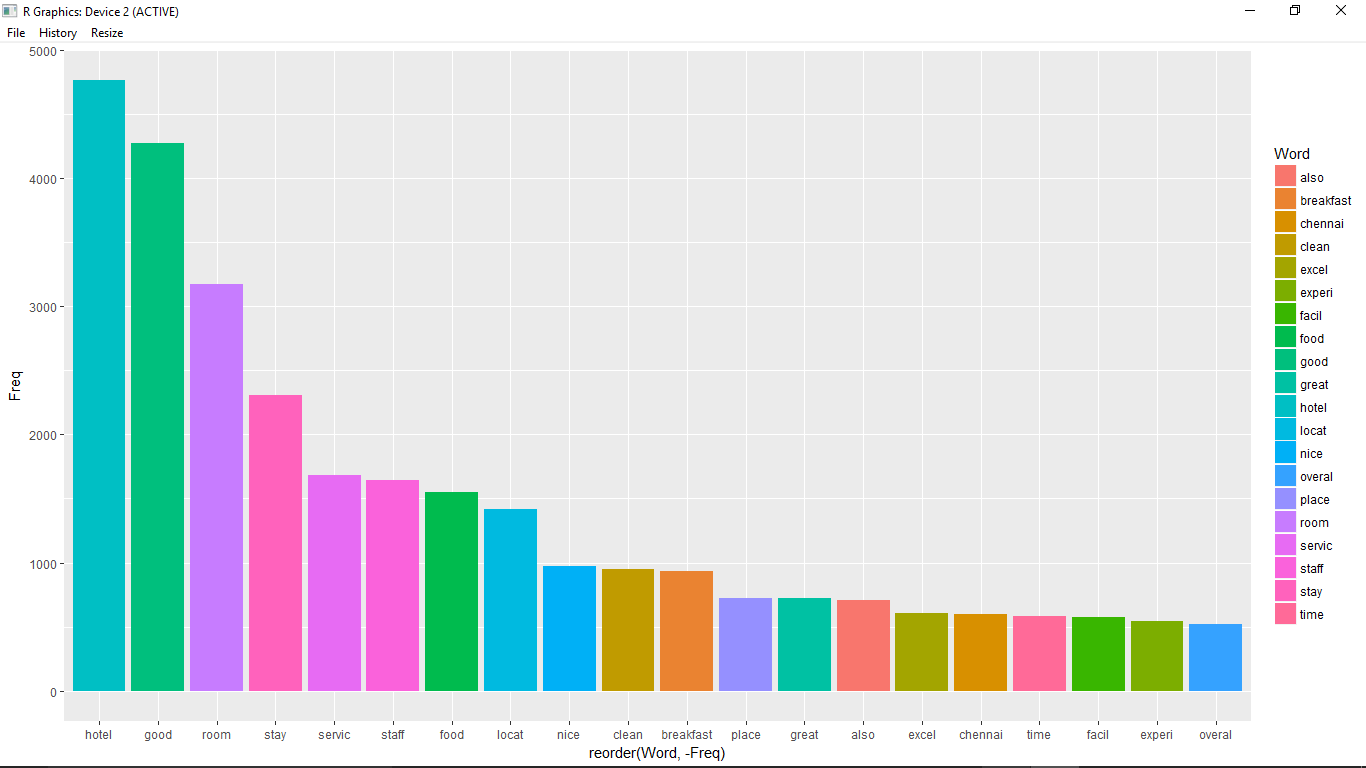 R Graphics: Device 2 (ACTIVE)
File History Resize
5000
4000
3000
2000
1000
0
Freq
hotel good room stay servic staff food locat nice clean breakfast place great also excel chennai time facil experi overal
reorder(Word, -Freq)
Word
also
breakfast
chennai
clean
excel
experi
facil
food
good
great
hotel
locat
nice
overal
place
room
servic
staff
stay
time